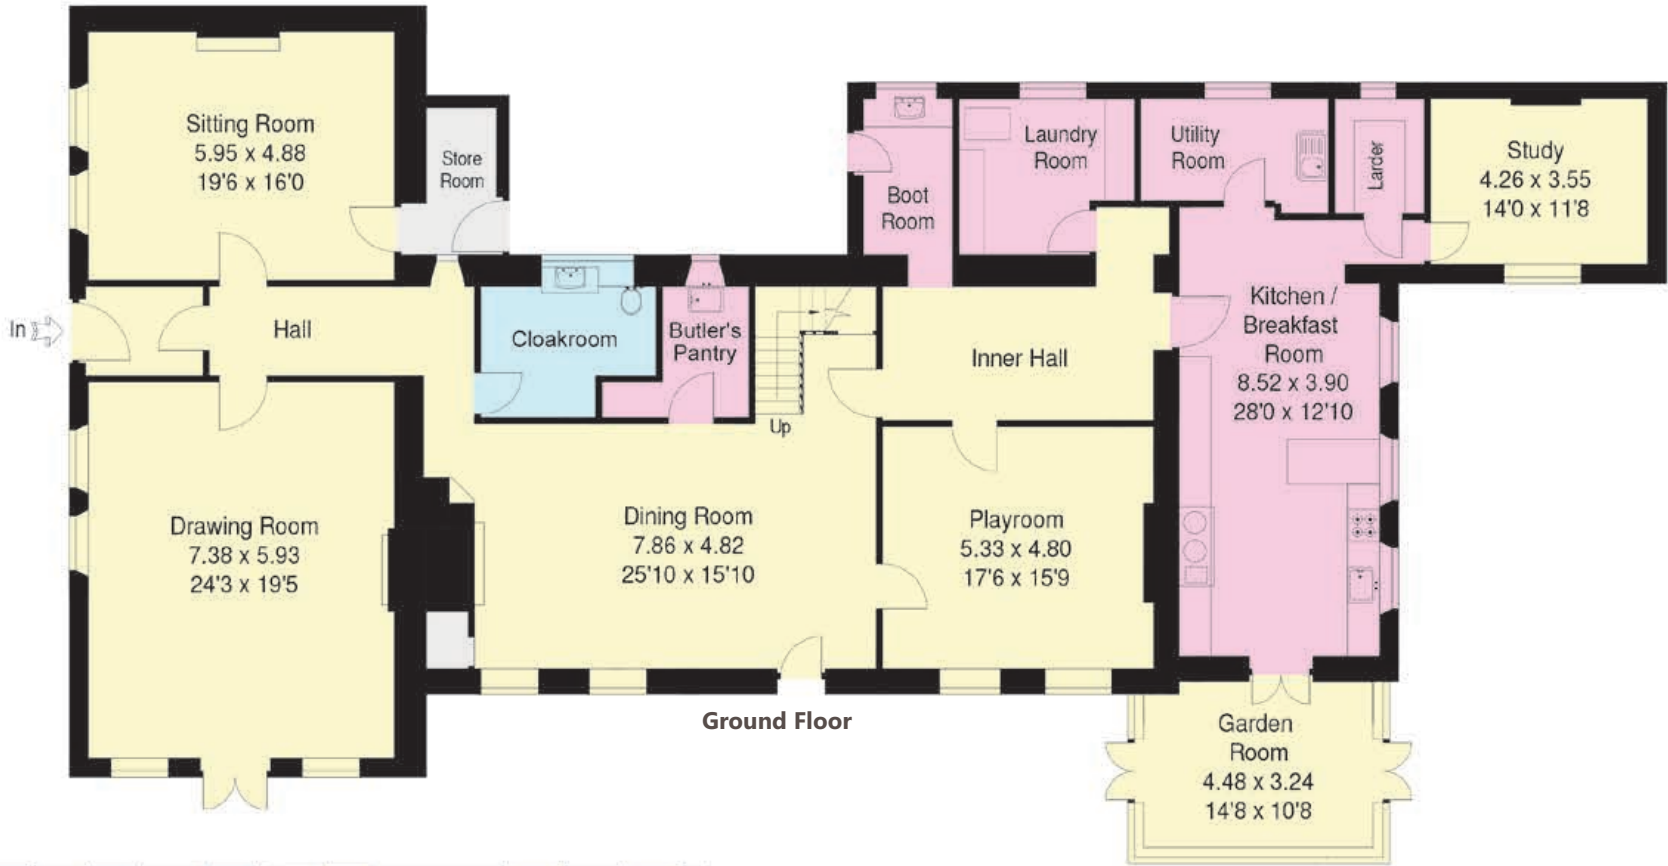 Sitting Room
5.95 x 4.88
19'6 x 16'0
Store
Room
Boot
Room
Laundry
Room
Utility
Room
Larder
Study
4.26 x 3.55
14'0 x 11'8
In
Hall
Cloakroom
Butler's
Pantry
Up
Inner Hall
Kitchen /
Breakfast
Room
8.52 x 3.90
28'0 x 12'10
Drawing Room
7.38 x 5.93
24'3 x 19'5
Dining Room
7.86 x 4.82
25'10 x 15'10
Playroom
5.33 x 4.80
17'6 x 15'9
Ground Floor
Garden
Room
4.48 x 3.24
14'8 x 10'8